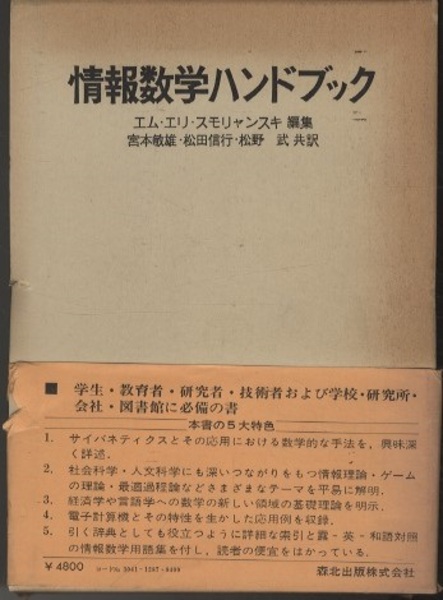 情報数学ハンドブック
エム・エリ・スモリャンスキ 編集
宮本敏雄・松田信行・松野 武 共訳
■ 学生・教育者・研究者・技術者および学校・研究所・
会社・図書館に必備の書
本書の5大特色
1. サイバネティクスとその応用における数学的な手法を，興味深
く詳述．
2. 社会科学・人文科学にも深いつながりをもつ情報理論・ゲーム
の理論・最適過程論などさまざまなテーマを平易に解明．
3. 経済学や言語学への数学の新しい領域の基礎理論を明示．
4. 電子計算機とその特性を生かした応用例を収録．
5. 引く辞典としても役立つように詳細な索引と露－英－和語対照
の情報数学用語集を付し，読者の便宜をはかっている．
¥ 4800
森北出版株式会社